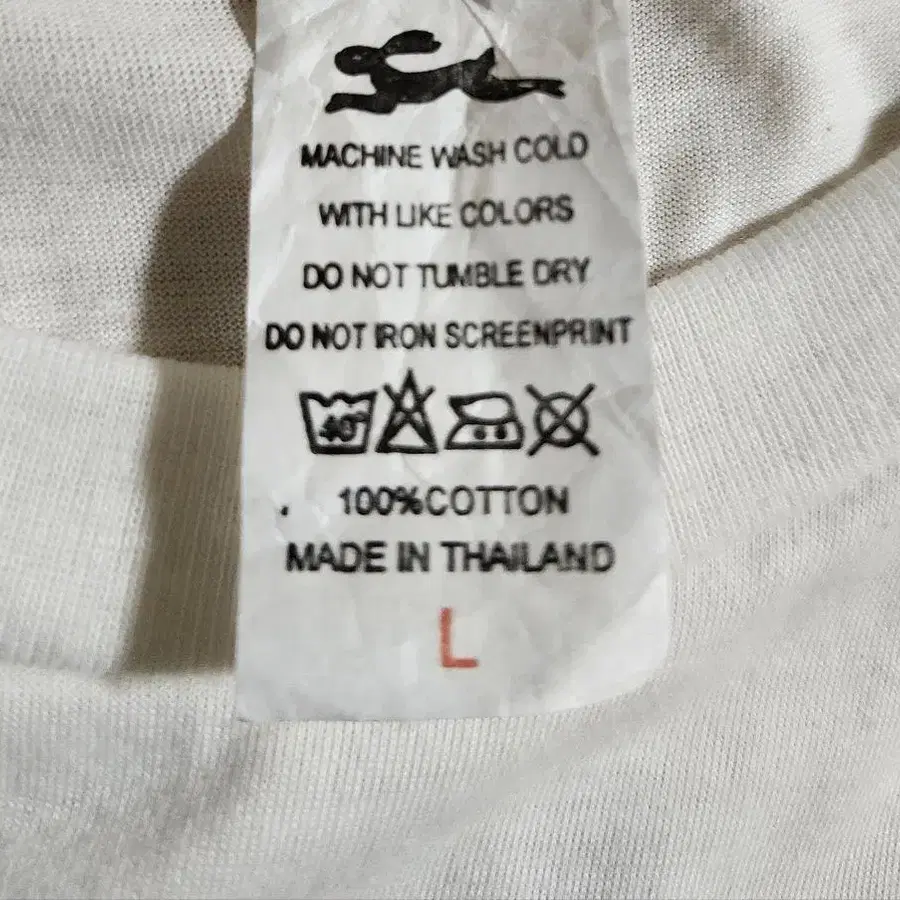 MACHINE WASH COLD
WITH LIKE COLORS
DO NOT TUMBLE DRY
DO NOT IRON SCREENPRINT
40°
. 100%COTTON
MADE IN THAILAND
L